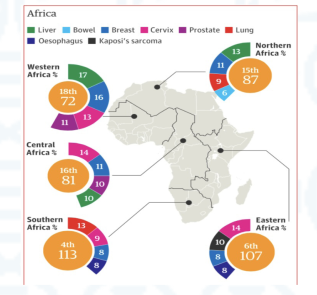 Africa
Liver Bowel Breast Cervix Prostate Lung
Oesophagus Kaposi's sarcoma
Northern
Africa %
13
11
9
6
15th
87
Western
Africa %
17
16
13
11
18th
72
Central
Africa %
14
11
10
10
16th
81
Southern
Africa %
13
9
8
8
4th
113
Eastern
Africa %
14
10
8
8
6th
107